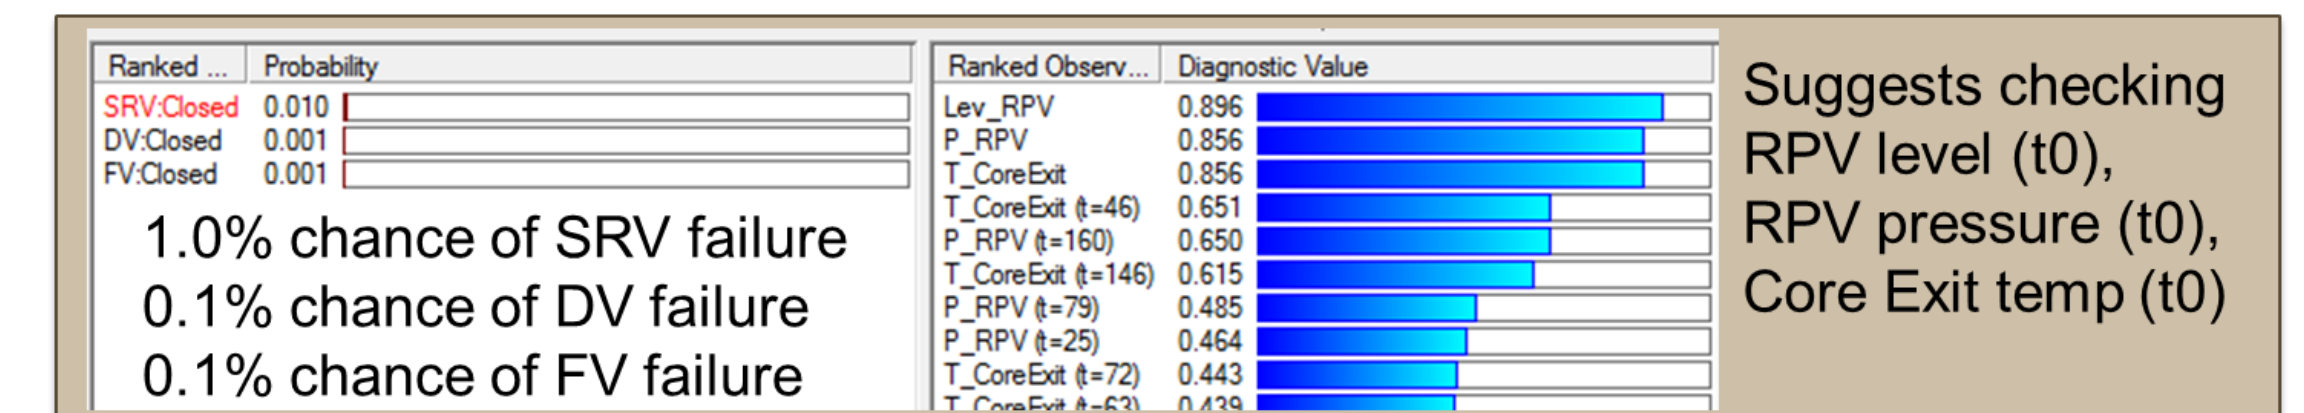 Ranked ... Probability
SRV:Closed 0.010
DV:Closed 0.001
FV:Closed 0.001
1.0% chance of SRV failure
0.1% chance of DV failure
0.1% chance of FV failure
Ranked Observ... Diagnostic Value
Lev_RPV 0.896
P_RPV 0.856
T_CoreExit 0.856
T_CoreExit (t=46) 0.651
P_RPV (t=160) 0.650
T_CoreExit (t=146) 0.615
P_RPV (t=79) 0.485
P_RPV (t=25) 0.464
T_CoreExit (t=72) 0.443
T_CoreExit (t=63) 0.439
Suggests checking
RPV level (t0),
RPV pressure (t0),
Core Exit temp (t0)